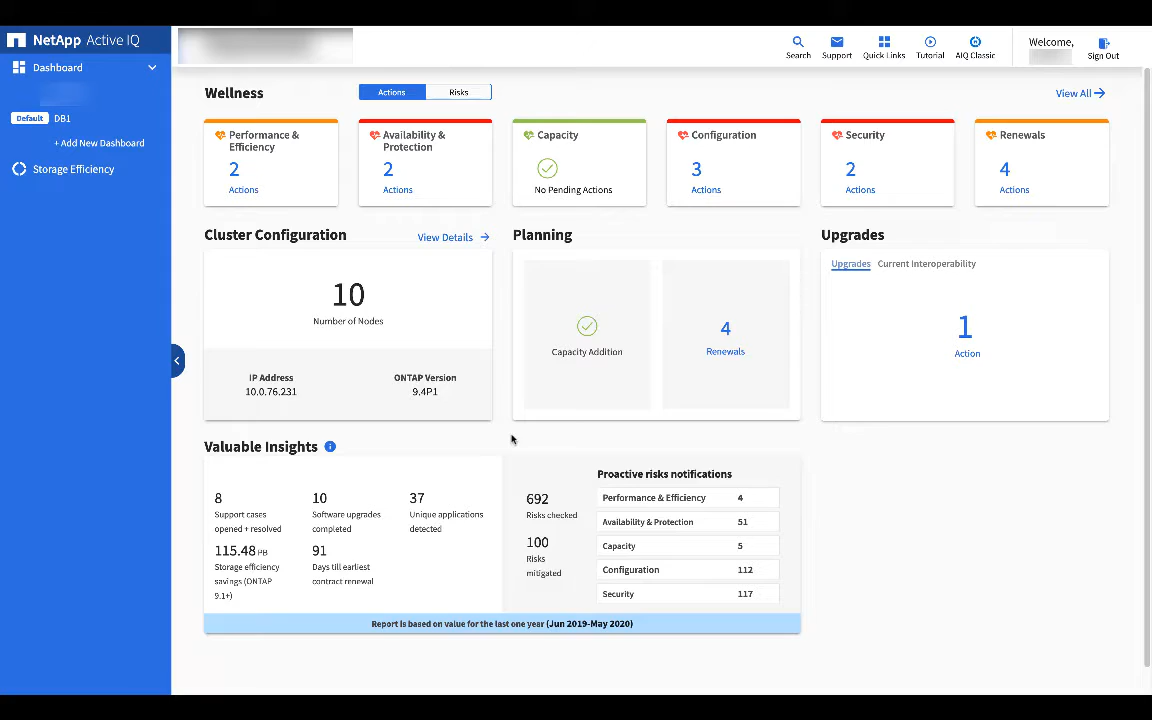 NetApp Active IQ
Search
Support
Quick Links
Tutorial
AIQ Classic
Welcome,
Sign Out
Dashboard
Default DB1
+ Add New Dashboard
Storage Efficiency
Wellness
Actions
Risks
View All
Performance &
Efficiency
2
Actions
Availability &
Protection
2
Actions
Capacity
No Pending Actions
Configuration
3
Actions
Security
2
Actions
Renewals
4
Actions
Cluster Configuration
View Details
10
Number of Nodes
IP Address
10.0.76.231
ONTAP Version
9.4P1
Planning
Capacity Addition
4
Renewals
Upgrades
Upgrades
Current Interoperability
1
Action
Valuable Insights
8
Support cases
opened + resolved
10
Software upgrades
completed
37
Unique applications
detected
115.48 PB
Storage efficiency
savings (ONTAP
9.1+)
91
Days till earliest
contract renewal
692
Risks checked
100
Risks
mitigated
Proactive risks notifications
Performance & Efficiency 4
Availability & Protection 51
Capacity 5
Configuration 112
Security 117
Report is based on value for the last one year (Jun 2019-May 2020)